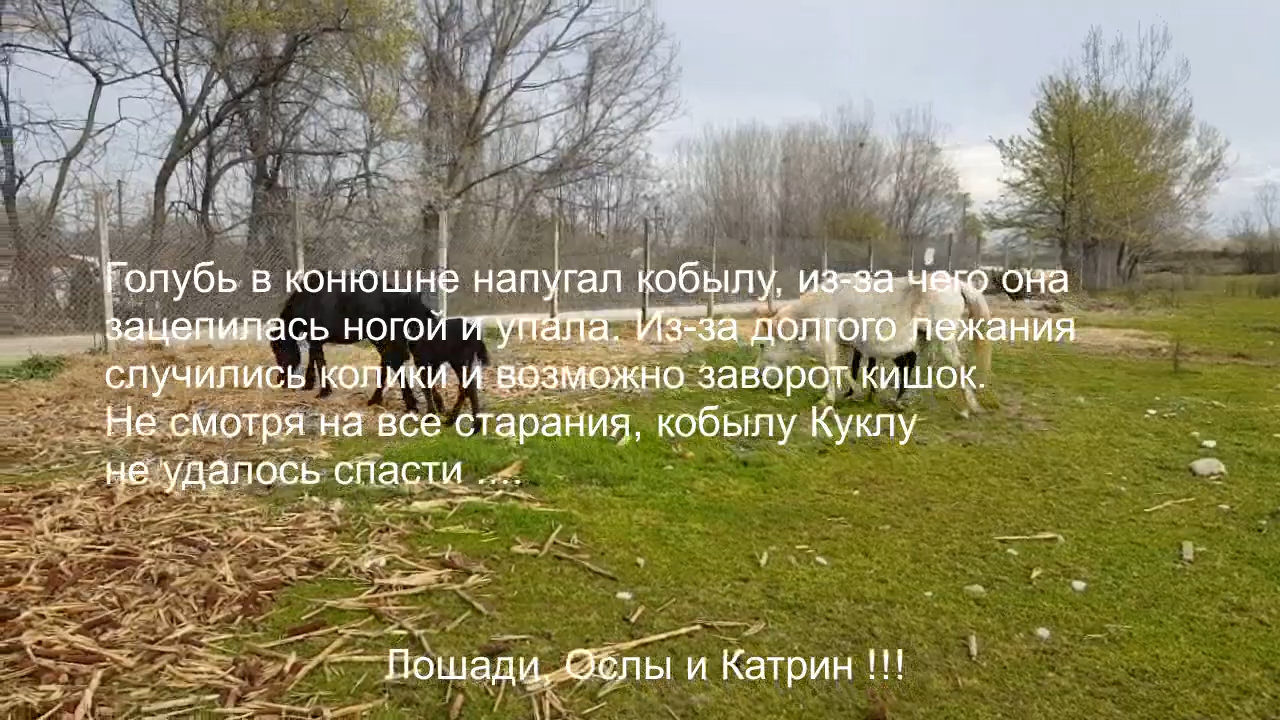 Голубь в конюшне напугал кобылу, из-за чего она
зацепилась ногой и упала. Из-за долгого лежания
случились колики и возможно заворот кишок.
Не смотря на все старания, кобылу Куклу
не удалось спасти ....
Лошади, Ослы и Катрин !!!